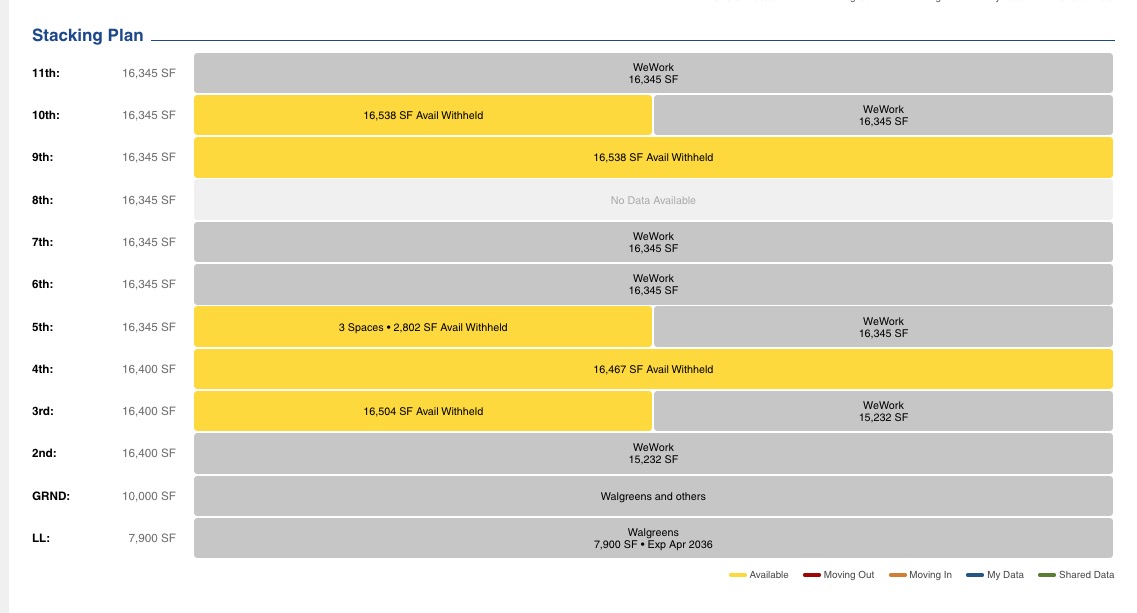 Stacking Plan
11th: 16,345 SF WeWork
16,345 SF
10th: 16,345 SF 16,538 SF Avail Withheld WeWork
16,345 SF
9th: 16,345 SF 16,538 SF Avail Withheld
8th: 16,345 SF No Data Available
7th: 16,345 SF WeWork
16,345 SF
6th: 16,345 SF WeWork
16,345 SF
5th: 16,345 SF 3 Spaces • 2,802 SF Avail Withheld WeWork
16,345 SF
4th: 16,400 SF 16,467 SF Avail Withheld
3rd: 16,400 SF 16,504 SF Avail Withheld WeWork
15,232 SF
2nd: 16,400 SF WeWork
15,232 SF
GRND: 10,000 SF Walgreens and others
LL: 7,900 SF Walgreens
7,900 SF • Exp Apr 2036
Available Moving Out Moving In My Data Shared Data